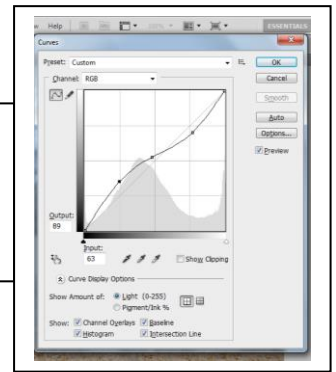 Help
100%
ESSENTIALS
Curves
Preset: Custom
OK
Channel: RGB
Cancel
Smooth
Auto
Options...
Preview
Output:
89
Input:
63
Show Clipping
Curve Display Options
Show Amount of: Light (0-255)
Pigment/Ink %
Show: Channel Overlays Baseline
Histogram Intersection Line